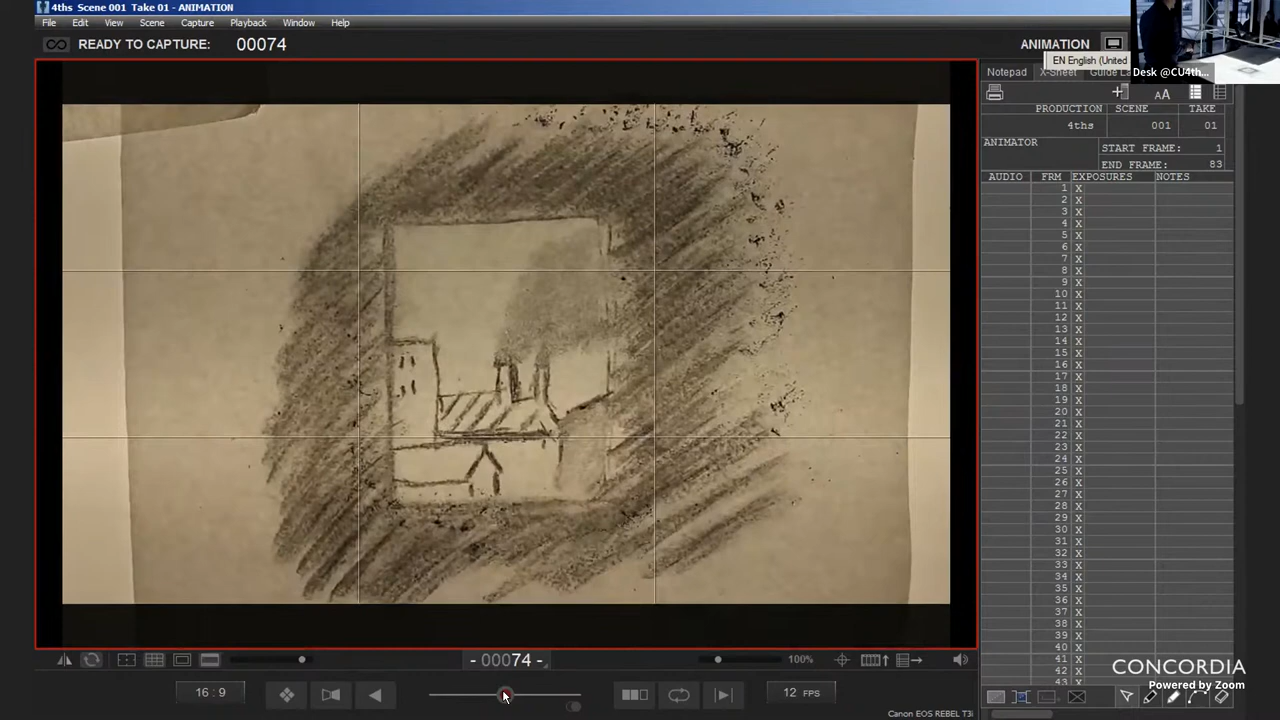 4ths Scene 001 Take 01 - ANIMATION
File Edit View Scene Capture Playback Window Help
READY TO CAPTURE: 00074
ANIMATION
EN English (United
Desk @CU4th...
Notepad X-Sheet Guide La
AA
PRODUCTION SCENE TAKE
4ths 001 01
ANIMATOR
START FRAME: 1
END FRAME: 83
AUDIO FRM EXPOSURES NOTES
1 X
2 X
3 X
4 X
5 X
6 X
7 X
8 X
9 X
10 X
11 X
12 X
13 X
14 X
15 X
16 X
17 X
18 X
19 X
20 X
21 X
22 X
23 X
24 X
25 X
26 X
27 X
28 X
29 X
30 X
31 X
32 X
33 X
34 X
35 X
36 X
37 X
38 X
39 X
40 X
41 X
42 X
43 X
- 00074 -
100%
16 : 9
12 FPS
Canon EOS REBEL T3i
CONCORDIA
Powered by Zoom